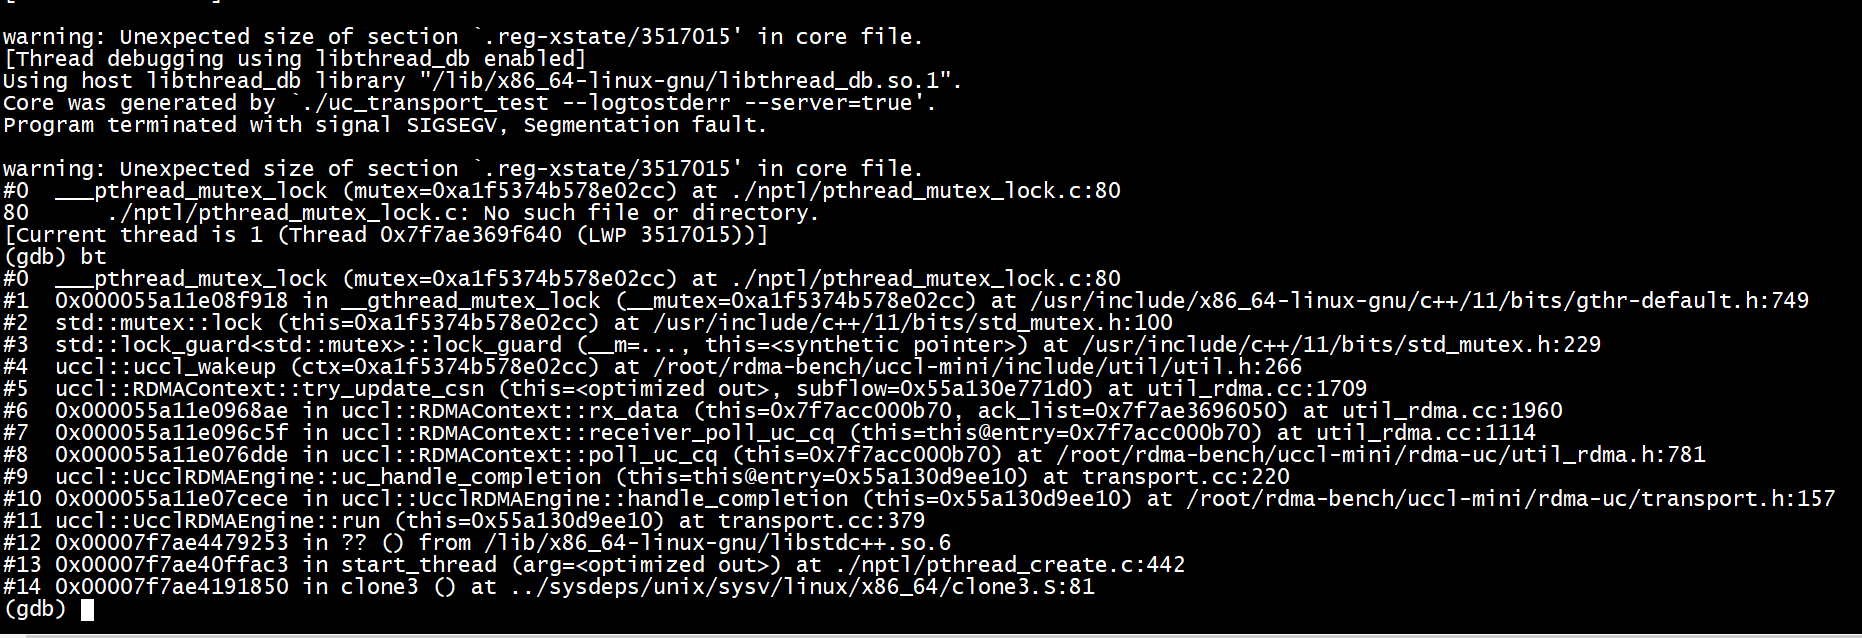 warning: Unexpected size of section `.reg-xstate/3517015' in core file.
[Thread debugging using libthread_db enabled]
Using host libthread_db library "/lib/x86_64-linux-gnu/libthread_db.so.1".
Core was generated by `./uc_transport_test --logtostderr --server=true'.
Program terminated with signal SIGSEGV, Segmentation fault.
warning: Unexpected size of section `.reg-xstate/3517015' in core file.
#0  ___pthread_mutex_lock (mutex=0xa1f5374b578e02cc) at ./nptl/pthread_mutex_lock.c:80
80      ./nptl/pthread_mutex_lock.c: No such file or directory.
[Current thread is 1 (Thread 0x7f7ae369f640 (LWP 3517015))]
(gdb) bt
#0  ___pthread_mutex_lock (mutex=0xa1f5374b578e02cc) at ./nptl/pthread_mutex_lock.c:80
#1  0x000055a11e08f918 in __gthread_mutex_lock (__mutex=0xa1f5374b578e02cc) at /usr/include/x86_64-linux-gnu/c++/11/bits/gthr-default.h:749
#2  std::mutex::lock (this=0xa1f5374b578e02cc) at /usr/include/c++/11/bits/std_mutex.h:100
#3  std::lock_guard<std::mutex>::lock_guard (__m=..., this=<synthetic pointer>) at /usr/include/c++/11/bits/std_mutex.h:229
#4  uccl::uccl_wakeup (ctx=0xa1f5374b578e02cc) at /root/rdma-bench/uccl-mini/include/util/util.h:266
#5  uccl::RDMAContext::try_update_csn (this=<optimized out>, subflow=0x55a130e771d0) at util_rdma.cc:1709
#6  0x000055a11e0968ae in uccl::RDMAContext::rx_data (this=0x7f7acc000b70, ack_list=0x7f7ae3696050) at util_rdma.cc:1960
#7  0x000055a11e096c5f in uccl::RDMAContext::receiver_poll_uc_cq (this=this@entry=0x7f7acc000b70) at util_rdma.cc:1114
#8  0x000055a11e076dde in uccl::RDMAContext::poll_uc_cq (this=0x7f7acc000b70) at /root/rdma-bench/uccl-mini/rdma-uc/util_rdma.h:781
#9  uccl::UcclRDMAEngine::uc_handle_completion (this=this@entry=0x55a130d9ee10) at transport.cc:220
#10 0x000055a11e07cece in uccl::UcclRDMAEngine::handle_completion (this=0x55a130d9ee10) at /root/rdma-bench/uccl-mini/rdma-uc/transport.h:157
#11 uccl::UcclRDMAEngine::run (this=0x55a130d9ee10) at transport.cc:379
#12 0x00007f7ae4479253 in ?? () from /lib/x86_64-linux-gnu/libstdc++.so.6
#13 0x00007f7ae40ffac3 in start_thread (arg=<optimized out>) at ./nptl/pthread_create.c:442
#14 0x00007f7ae4191850 in clone3 () at ../sysdeps/unix/sysv/linux/x86_64/clone3.S:81
(gdb)